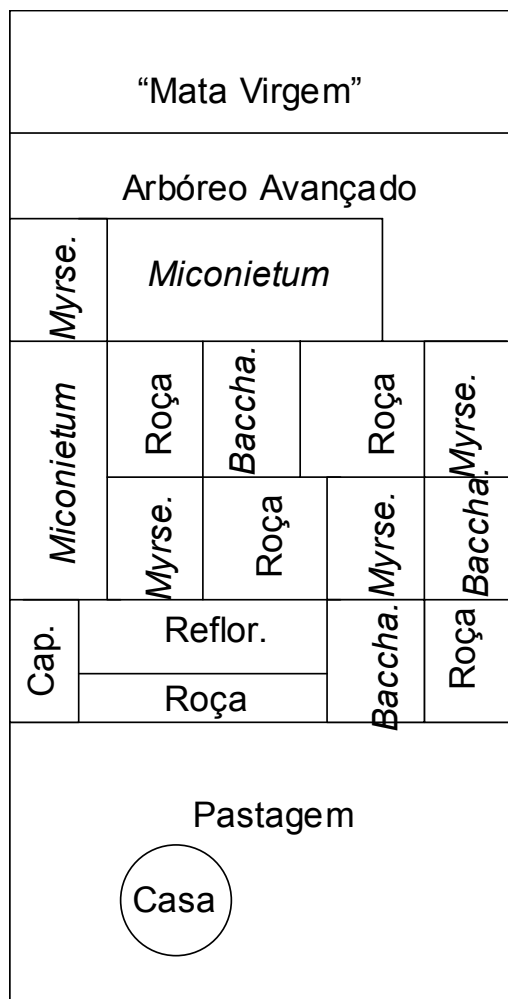 “Mata Virgem”
Arbóreo Avançado
Myrse.
Miconietum
Miconietum
Roça
Baccha.
Roça
Myrse.
Myrse.
Roça
Myrse.
Baccha.
Cap.
Reflor.
Roça
Baccha.
Roça
Pastagem
Casa